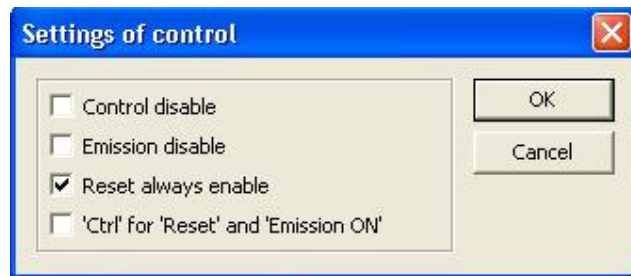 Settings of control
Control disable
OK
Emission disable
Cancel
Reset always enable
'Ctrl' for 'Reset' and 'Emission ON'